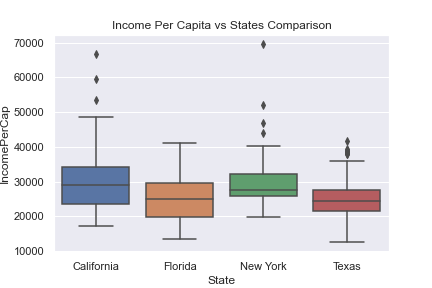 Income Per Capita vs States Comparison
70000
60000
50000
40000
30000
20000
10000
IncomePerCap
California Florida New York Texas
State